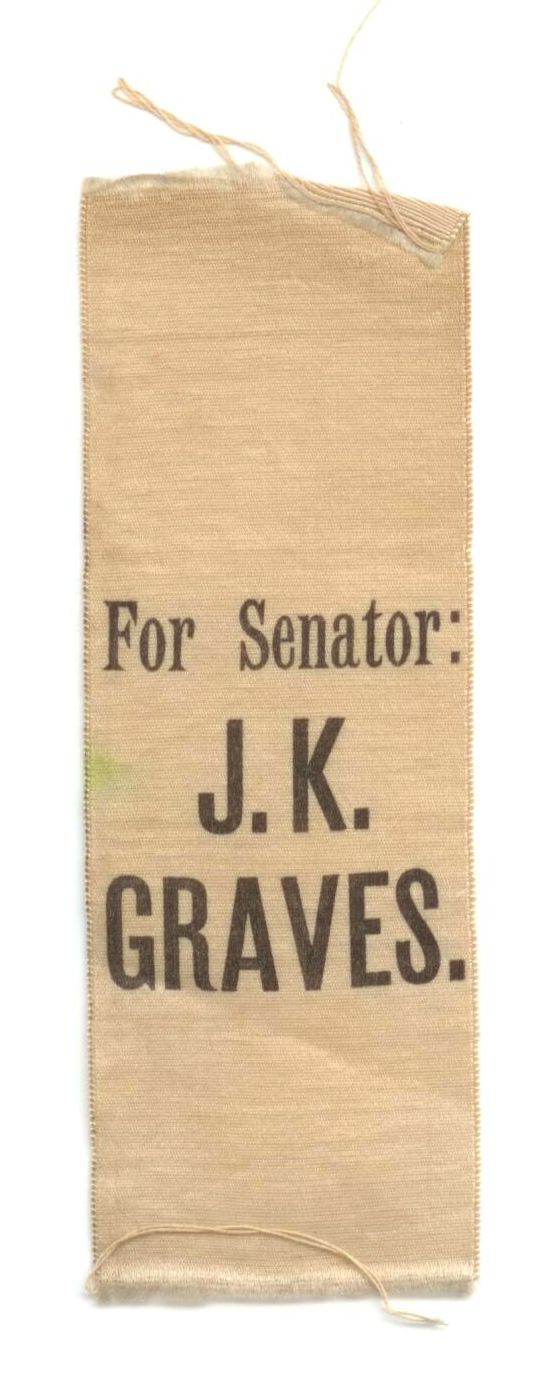 For Senator:
J. K.
GRAVES.